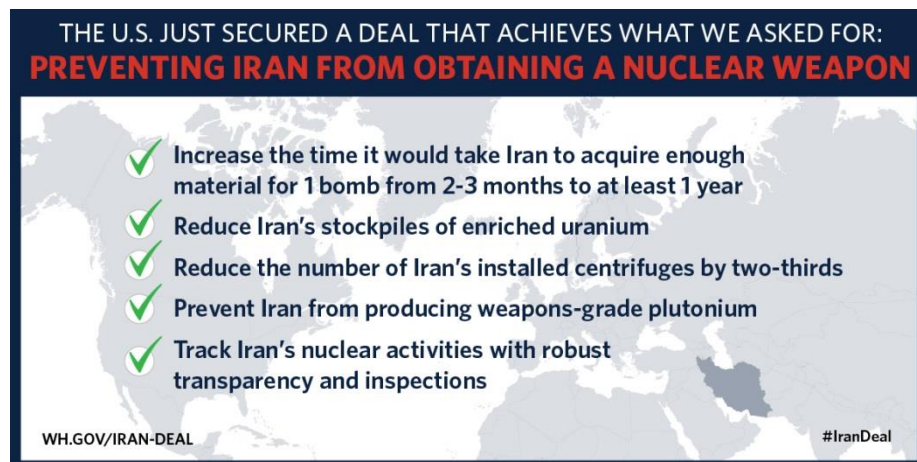 THE U.S. JUST SECURED A DEAL THAT ACHIEVES WHAT WE ASKED FOR:
PREVENTING IRAN FROM OBTAINING A NUCLEAR WEAPON
Increase the time it would take Iran to acquire enough
material for 1 bomb from 2-3 months to at least 1 year
Reduce Iran’s stockpiles of enriched uranium
Reduce the number of Iran’s installed centrifuges by two-thirds
Prevent Iran from producing weapons-grade plutonium
Track Iran’s nuclear activities with robust
transparency and inspections
WH.GOV/IRAN-DEAL
#IranDeal